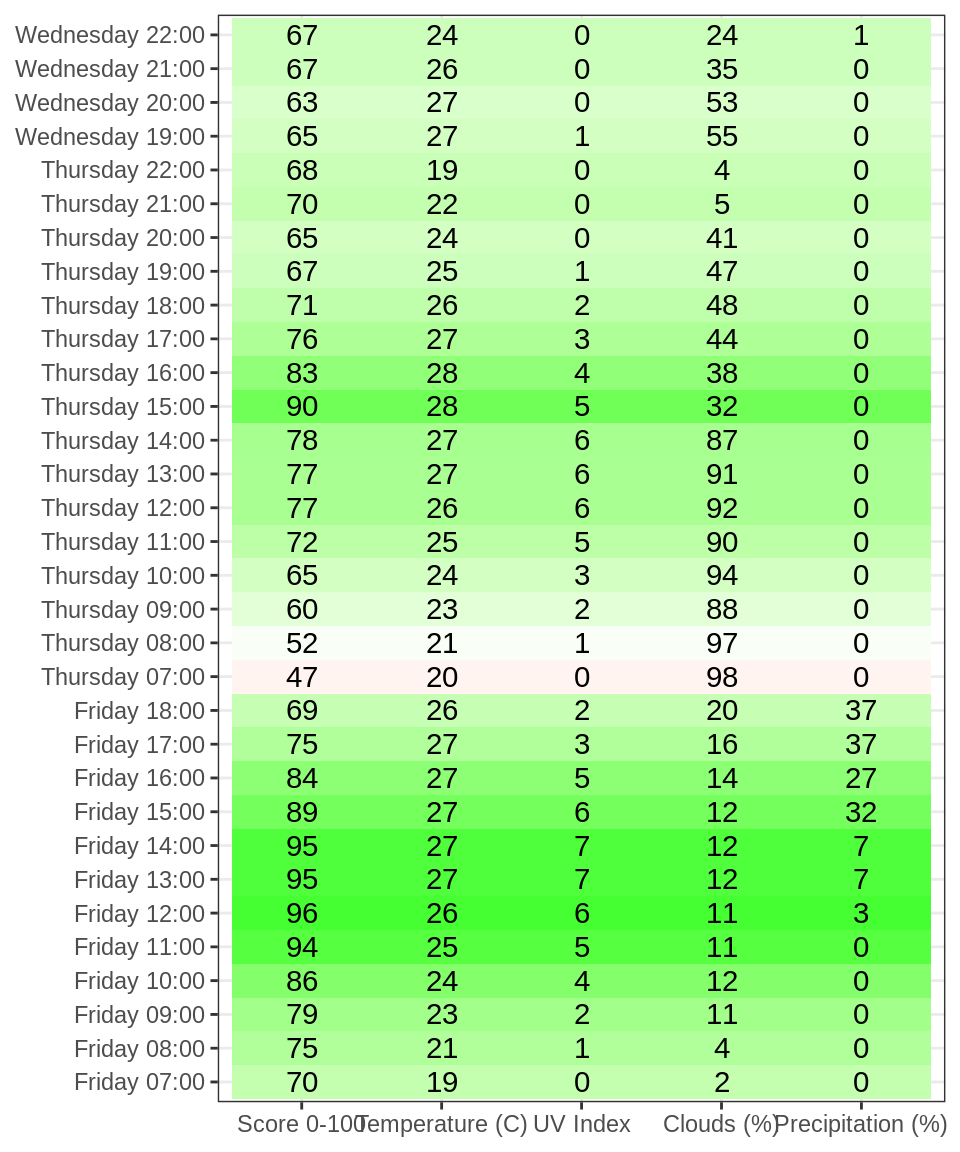 Wednesday 22:00 67 24 0 24 1
Wednesday 21:00 67 26 0 35 0
Wednesday 20:00 63 27 0 53 0
Wednesday 19:00 65 27 1 55 0
Thursday 22:00 68 19 0 4 0
Thursday 21:00 70 22 0 5 0
Thursday 20:00 65 24 0 41 0
Thursday 19:00 67 25 1 47 0
Thursday 18:00 71 26 2 48 0
Thursday 17:00 76 27 3 44 0
Thursday 16:00 83 28 4 38 0
Thursday 15:00 90 28 5 32 0
Thursday 14:00 78 27 6 87 0
Thursday 13:00 77 27 6 91 0
Thursday 12:00 77 26 6 92 0
Thursday 11:00 72 25 5 90 0
Thursday 10:00 65 24 3 94 0
Thursday 09:00 60 23 2 88 0
Thursday 08:00 52 21 1 97 0
Thursday 07:00 47 20 0 98 0
Friday 18:00 69 26 2 20 37
Friday 17:00 75 27 3 16 37
Friday 16:00 84 27 5 14 27
Friday 15:00 89 27 6 12 32
Friday 14:00 95 27 7 12 7
Friday 13:00 95 27 7 12 7
Friday 12:00 96 26 6 11 3
Friday 11:00 94 25 5 11 0
Friday 10:00 86 24 4 12 0
Friday 09:00 79 23 2 11 0
Friday 08:00 75 21 1 4 0
Friday 07:00 70 19 0 2 0
Score 0-100 Temperature (C) UV Index Clouds (%) Precipitation (%)